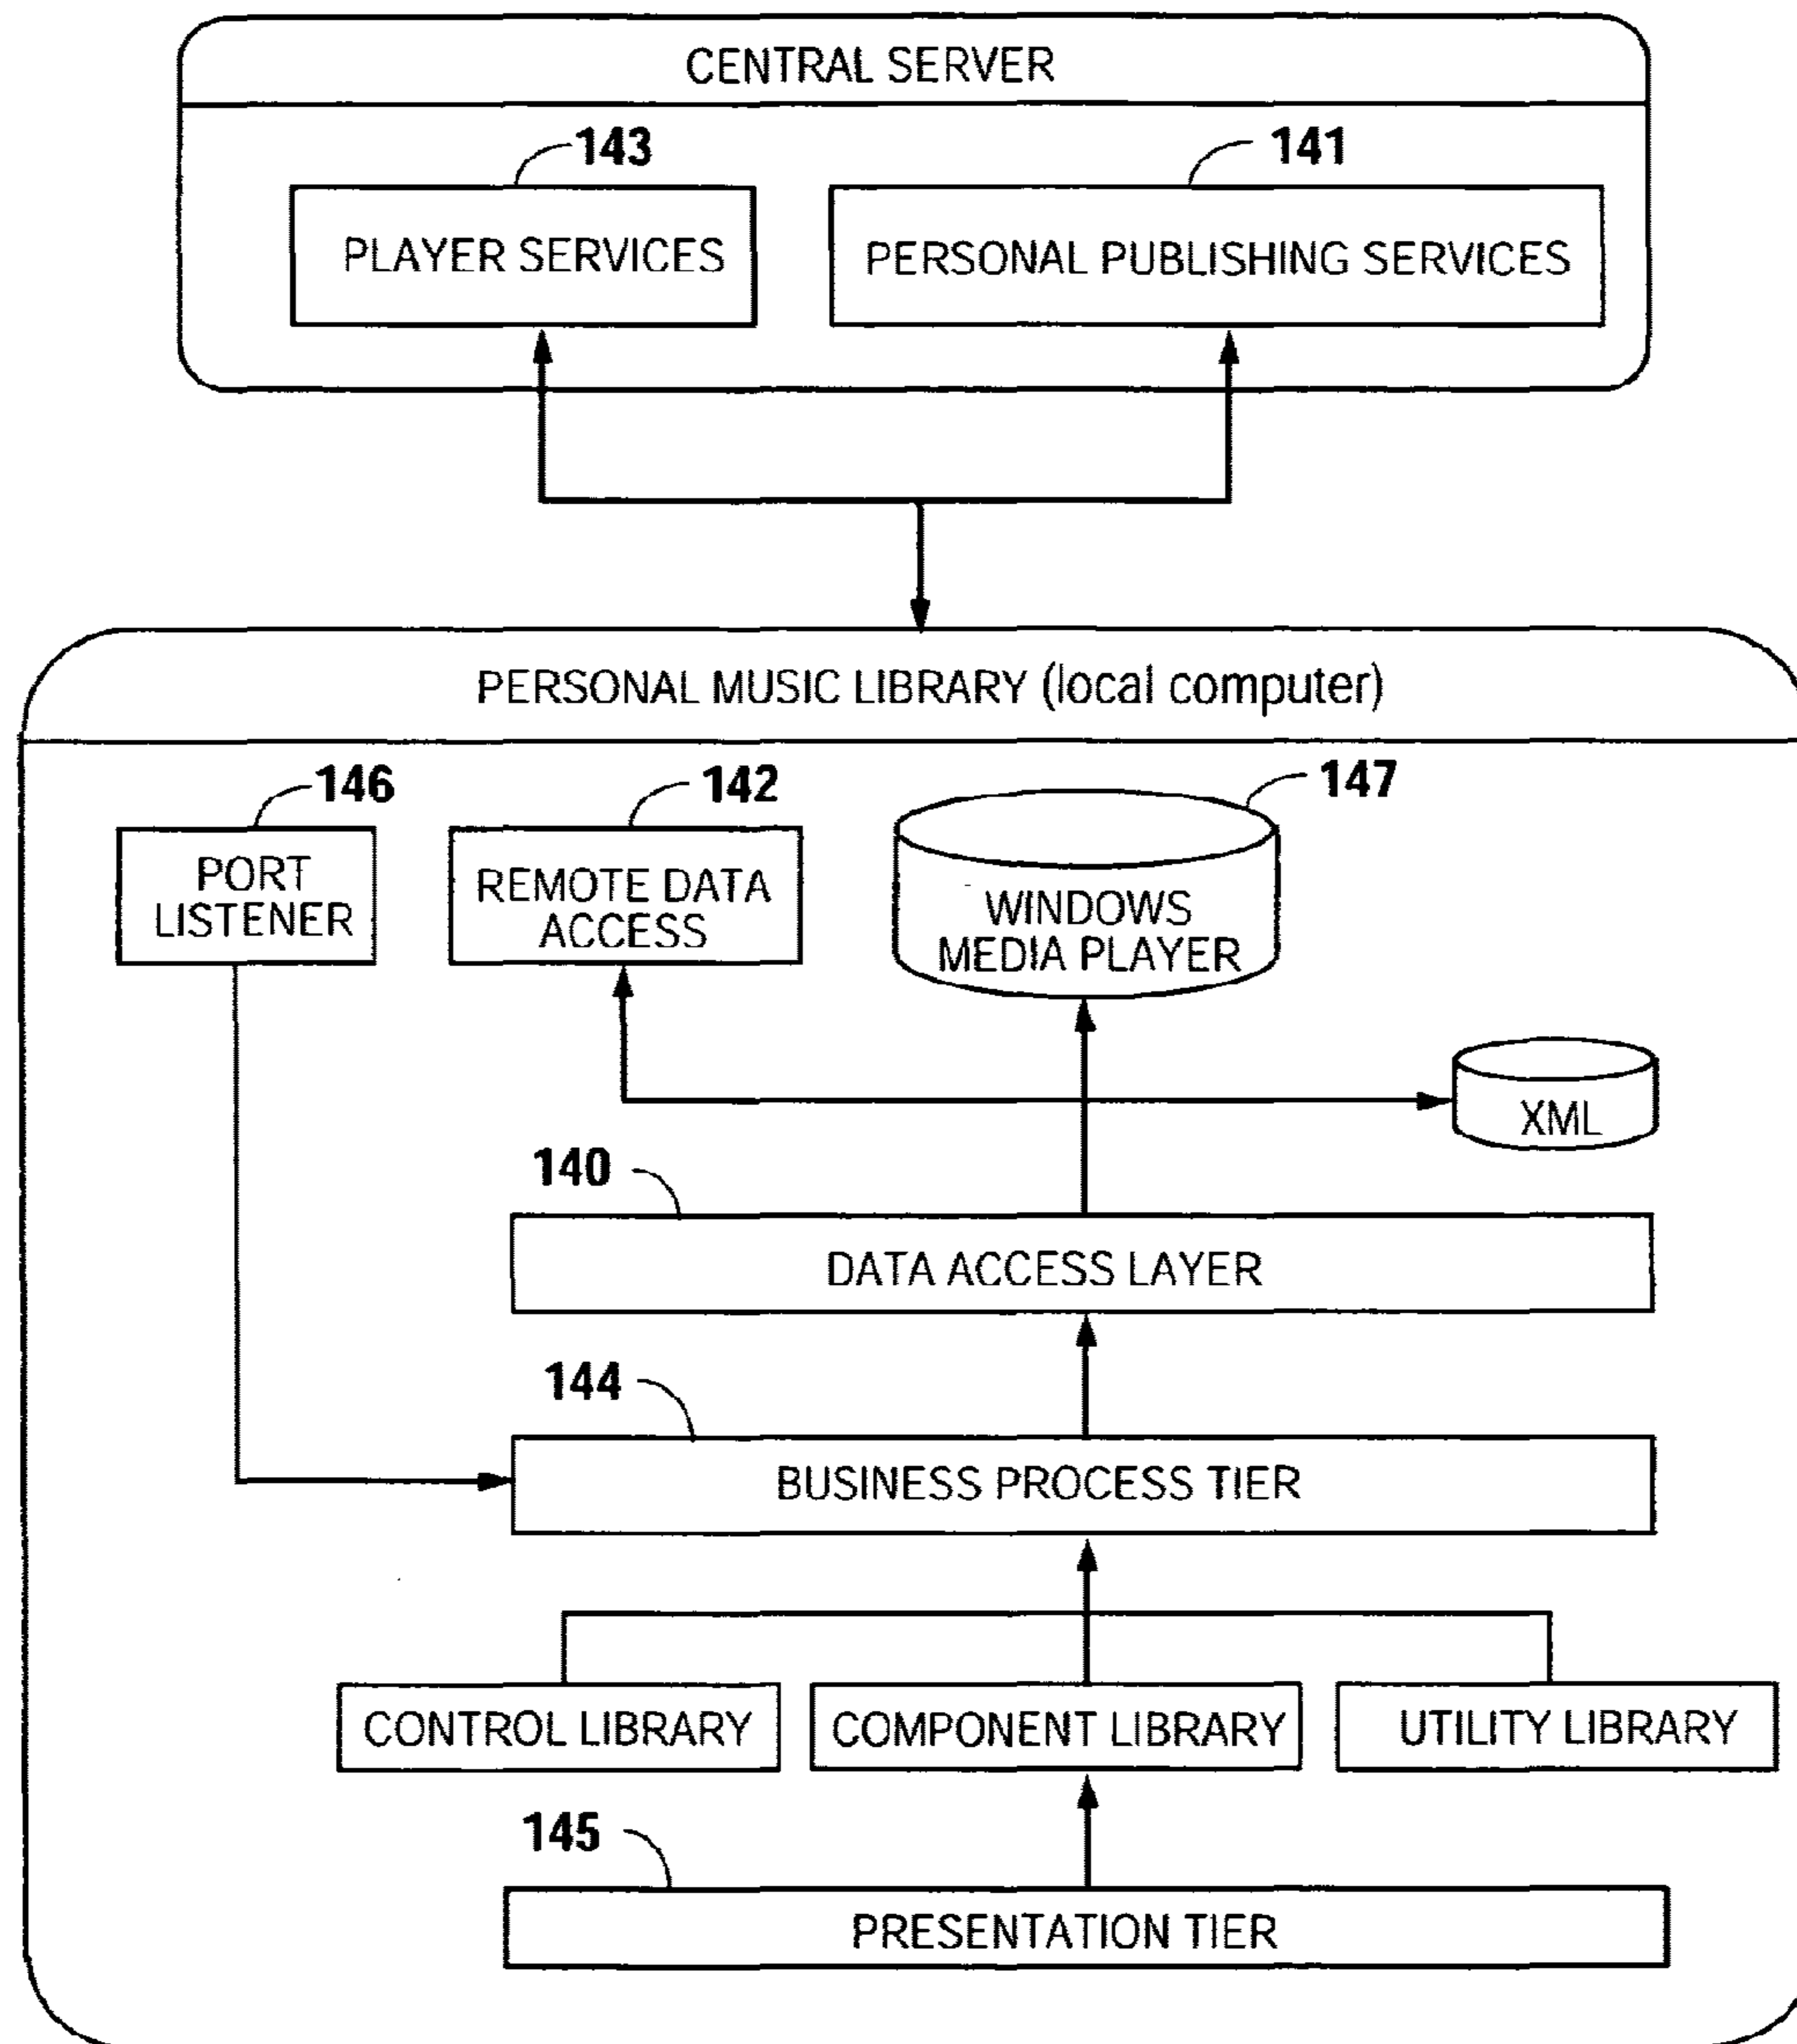 CENTRAL SERVER
143
141
PLAYER SERVICES
PERSONAL PUBLISHING SERVICES
PERSONAL MUSIC LIBRARY (local computer)
146
142
147
PORT
LISTENER
REMOTE DATA
ACCESS
WINDOWS
MEDIA PLAYER
XML
140
DATA ACCESS LAYER
144
BUSINESS PROCESS TIER
CONTROL LIBRARY
COMPONENT LIBRARY
UTILITY LIBRARY
145
PRESENTATION TIER